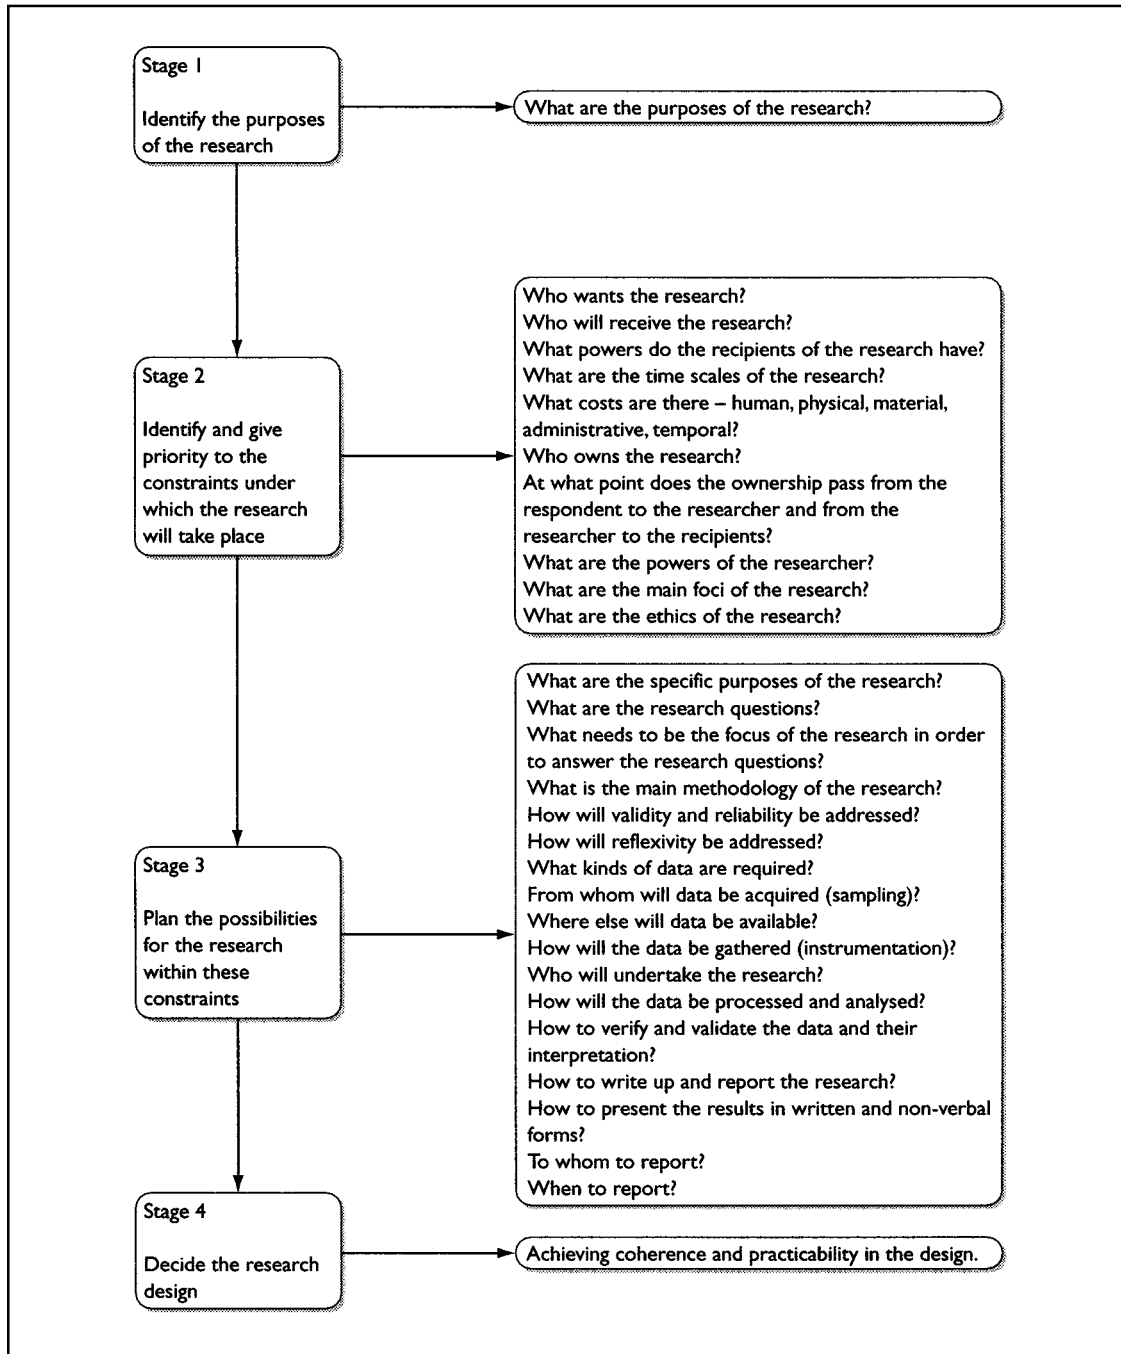 Stage 1
Identify the purposes
of the research
What are the purposes of the research?
Stage 2
Identify and give
priority to the
constraints under
which the research
will take place
Who wants the research?
Who will receive the research?
What powers do the recipients of the research have?
What are the time scales of the research?
What costs are there – human, physical, material,
administrative, temporal?
Who owns the research?
At what point does the ownership pass from the
respondent to the researcher and from the
researcher to the recipients?
What are the powers of the researcher?
What are the main foci of the research?
What are the ethics of the research?
Stage 3
Plan the possibilities
for the research
within these
constraints
What are the specific purposes of the research?
What are the research questions?
What needs to be the focus of the research in order
to answer the research questions?
What is the main methodology of the research?
How will validity and reliability be addressed?
How will reflexivity be addressed?
What kinds of data are required?
From whom will data be acquired (sampling)?
Where else will data be available?
How will the data be gathered (instrumentation)?
Who will undertake the research?
How will the data be processed and analysed?
How to verify and validate the data and their
interpretation?
How to write up and report the research?
How to present the results in written and non-verbal
forms?
To whom to report?
When to report?
Stage 4
Decide the research
design
Achieving coherence and practicability in the design.